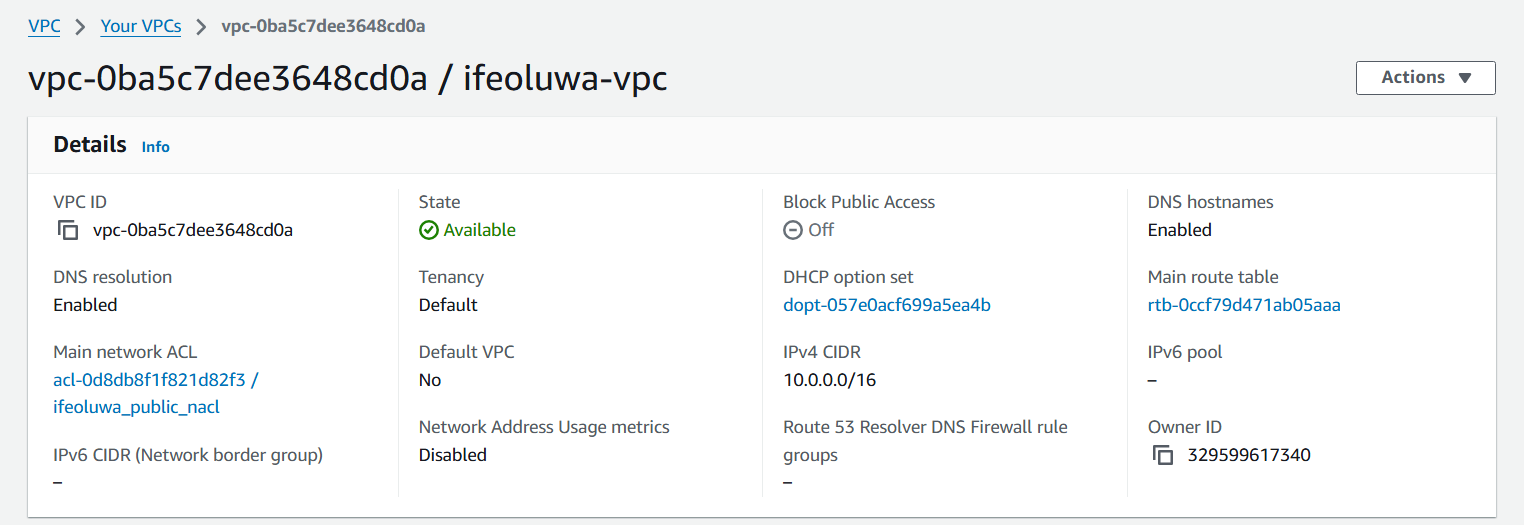 VPC > Your VPCs > vpc-0ba5c7dee3648cd0a
vpc-0ba5c7dee3648cd0a / ifeoluwa-vpc
Actions
Details Info
VPC ID
vpc-0ba5c7dee3648cd0a
State
Available
Block Public Access
Off
DNS hostnames
Enabled
DNS resolution
Enabled
Tenancy
Default
DHCP option set
dopt-057e0acf699a5ea4b
Main route table
rtb-0ccf79d471ab05aaa
Main network ACL
acl-0d8db8f1f821d82f3 /
ifeoluwa_public_nacl
Default VPC
No
IPv4 CIDR
10.0.0.0/16
IPv6 pool
–
IPv6 CIDR (Network border group)
–
Network Address Usage metrics
Disabled
Route 53 Resolver DNS Firewall rule
groups
–
Owner ID
329599617340